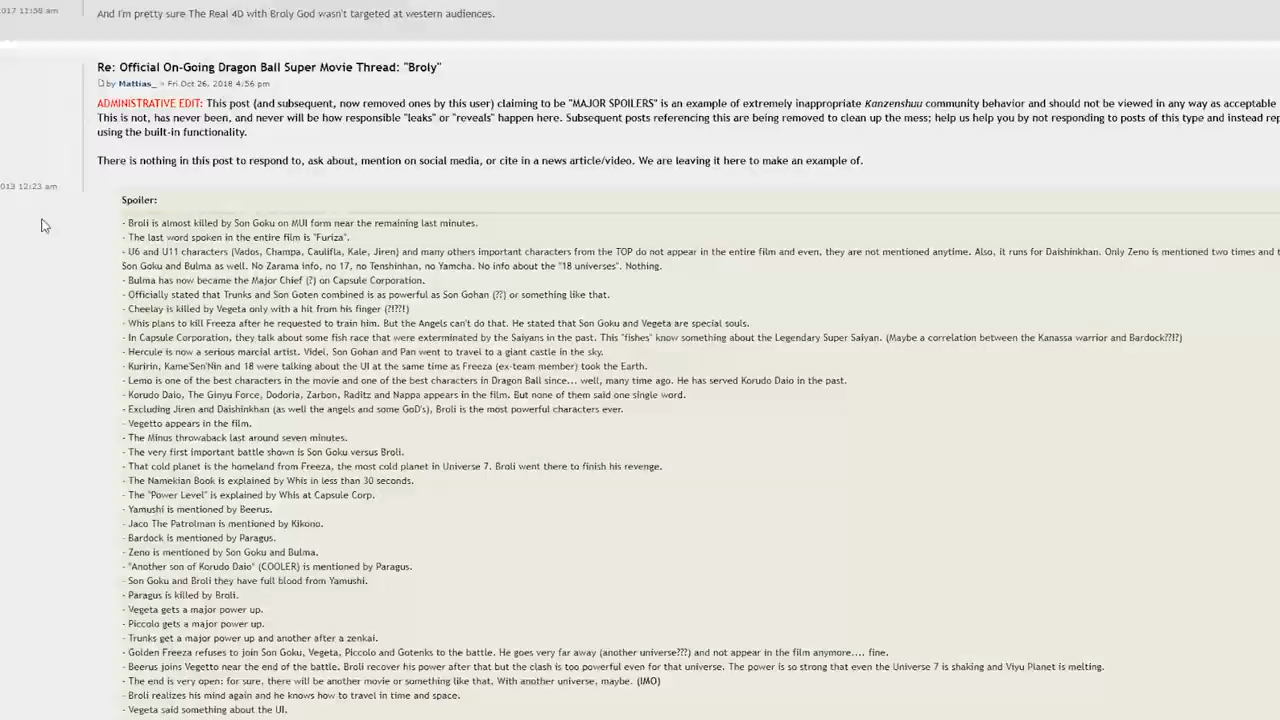 2017 11:58 am
And I'm pretty sure The Real 4D with Broly God wasn't targeted at western audiences.
Re: Official On-Going Dragon Ball Super Movie Thread: "Broly"
by Mattias_ » Fri Oct 26, 2018 4:56 pm
ADMINISTRATIVE EDIT: This post (and subsequent, now removed ones by this user) claiming to be "MAJOR SPOILERS" is an example of extremely inappropriate Kanzenshuu community behavior and should not be viewed in any way as acceptable
This is not, has never been, and never will be how responsible "leaks" or "reveals" happen here. Subsequent posts referencing this are being removed to clean up the mess; help us help you by not responding to posts of this type and instead rep
using the built-in functionality.
There is nothing in this post to respond to, ask about, mention on social media, or cite in a news article/video. We are leaving it here to make an example of.
013 12:23 am
Spoiler:
- Broli is almost killed by Son Goku on MUI form near the remaining last minutes.
- The last word spoken in the entire film is "Furiza".
- U6 and U11 characters (Vados, Champa, Caulifla, Kale, Jiren) and many others important characters from the TOP do not appear in the entire film and even, they are not mentioned anytime. Also, it runs for Daishinkhan. Only Zeno is mentioned two times and t
Son Goku and Bulma as well. No Zarama info, no 17, no Tenshinhan, no Yamcha. No info about the "18 universes". Nothing.
- Bulma has now became the Major Chief (?) on Capsule Corporation.
- Officially stated that Trunks and Son Goten combined is as powerful as Son Gohan (??) or something like that.
- Cheelay is killed by Vegeta only with a hit from his finger (?!??!)
- Whis plans to kill Freeza after he requested to train him. But the Angels can't do that. He stated that Son Goku and Vegeta are special souls.
- In Capsule Corporation, they talk about some fish race that were exterminated by the Saiyans in the past. This "fishes" know something about the Legendary Super Saiyan. (Maybe a correlation between the Kanassa warrior and Bardock??!?)
- Hercule is now a serious marcial artist. Videl, Son Gohan and Pan went to travel to a giant castle in the sky.
- Kuririn, Kame'Sen'Nin and 18 were talking about the UI at the same time as Freeza (ex-team member) took the Earth.
- Lemo is one of the best characters in the movie and one of the best characters in Dragon Ball since... well, many time ago. He has served Korudo Daio in the past.
- Korudo Daio, The Ginyu Force, Dodoria, Zarbon, Raditz and Nappa appears in the film. But none of them said one single word.
- Excluding Jiren and Daishinkhan (as well the angels and some GoD's), Broli is the most powerful characters ever.
- Vegetto appears in the film.
- The Minus throwaback last around seven minutes.
- The very first important battle shown is Son Goku versus Broli.
- That cold planet is the homeland from Freeza, the most cold planet in Universe 7. Broli went there to finish his revenge.
- The Namekian Book is explained by Whis in less than 30 seconds.
- The "Power Level" is explained by Whis at Capsule Corp.
- Yamushi is mentioned by Beerus.
- Jaco The Patrolman is mentioned by Kikono.
- Bardock is mentioned by Paragus.
- Zeno is mentioned by Son Goku and Bulma.
- "Another son of Korudo Daio" (COOLER) is mentioned by Paragus.
- Son Goku and Broli they have full blood from Yamushi.
- Paragus is killed by Broli.
- Vegeta gets a major power up.
- Piccolo gets a major power up.
- Trunks get a major power up and another after a zenkai.
- Golden Freeza refuses to join Son Goku, Vegeta, Piccolo and Gotenks to the battle. He goes very far away (another universe???) and not appear in the film anymore.... fine.
- Beerus joins Vegetto near the end of the battle. Broli recover his power after that but the clash is too powerful even for that universe. The power is so strong that even the Universe 7 is shaking and Viyu Planet is melting.
- The end is very open: for sure, there will be another movie or something like that. With another universe, maybe. (IMO)
- Broli realizes his mind again and he knows how to travel in time and space.
- Vegeta said something about the UI.